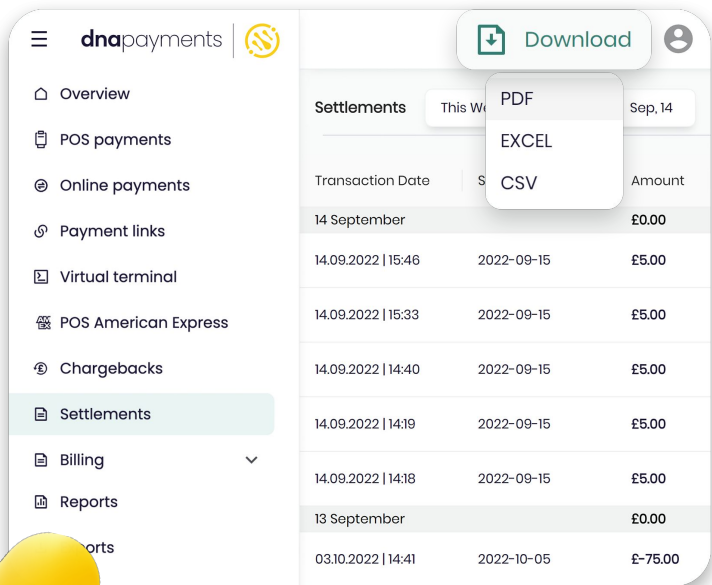 dnapayments
Download
Overview
POS payments
Online payments
Payment links
Virtual terminal
POS American Express
Chargebacks
Settlements
Billing
Reports
Settlements This Sep, 14
PDF
EXCEL
CSV
Transaction Date Amount
14 September £0.00
14.09.2022 | 15:46 2022-09-15 £5.00
14.09.2022 | 15:33 2022-09-15 £5.00
14.09.2022 | 14:40 2022-09-15 £5.00
14.09.2022 | 14:19 2022-09-15 £5.00
14.09.2022 | 14:18 2022-09-15 £5.00
13 September £0.00
03.10.2022 | 14:41 2022-10-05 £-75.00